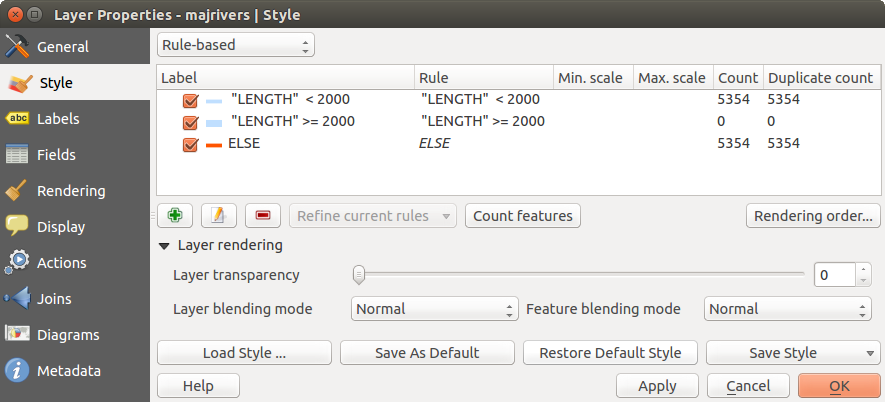 Layer Properties - majrivers | Style
General
Style
abc Labels
Fields
Rendering
Display
Actions
Joins
Diagrams
Metadata
Rule-based
Label Rule Min. scale Max. scale Count Duplicate count
"LENGTH" < 2000 "LENGTH" < 2000 5354 5354
"LENGTH" >= 2000 "LENGTH" >= 2000 0 0
ELSE ELSE 5354 5354
Refine current rules Count features Rendering order...
Layer rendering
Layer transparency 0
Layer blending mode Normal Feature blending mode Normal
Load Style ... Save As Default Restore Default Style Save Style
Help Apply Cancel OK